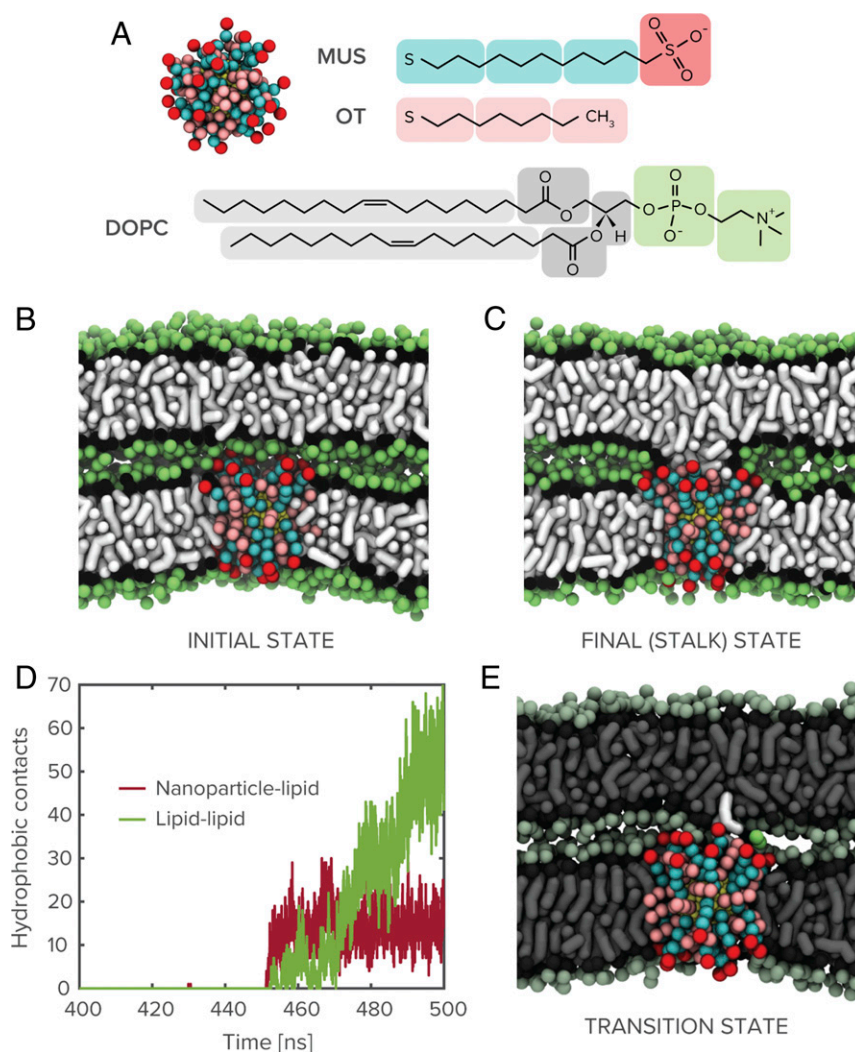 A
MUS
S
S
O
O⁻
O
OT
S
CH₃
DOPC
O
O
O
H
O
O
O
P
O
O⁻
N⁺
B
C
INITIAL STATE
FINAL (STALK) STATE
D
70
60
50
40
30
20
10
0
Hydrophobic contacts
Nanoparticle-lipid
Lipid-lipid
400
420
440
460
480
500
Time [ns]
E
TRANSITION STATE